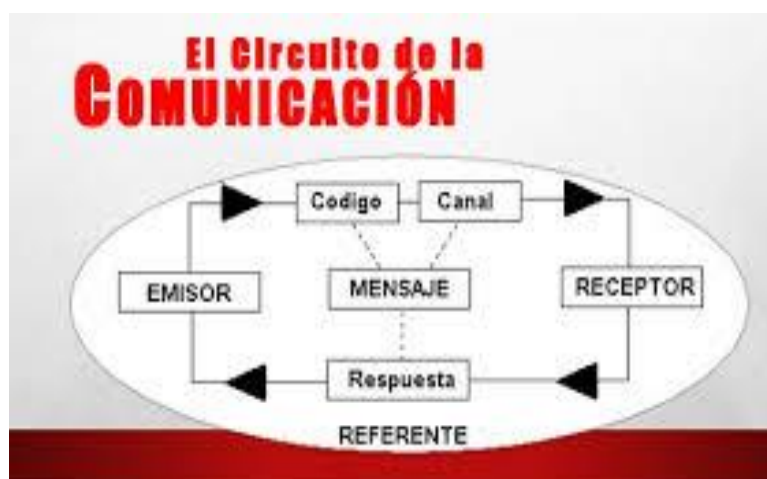 El Circuito de la
COMUNICACIÓN
Codigo
Canal
EMISOR
MENSAJE
RECEPTOR
Respuesta
REFERENTE